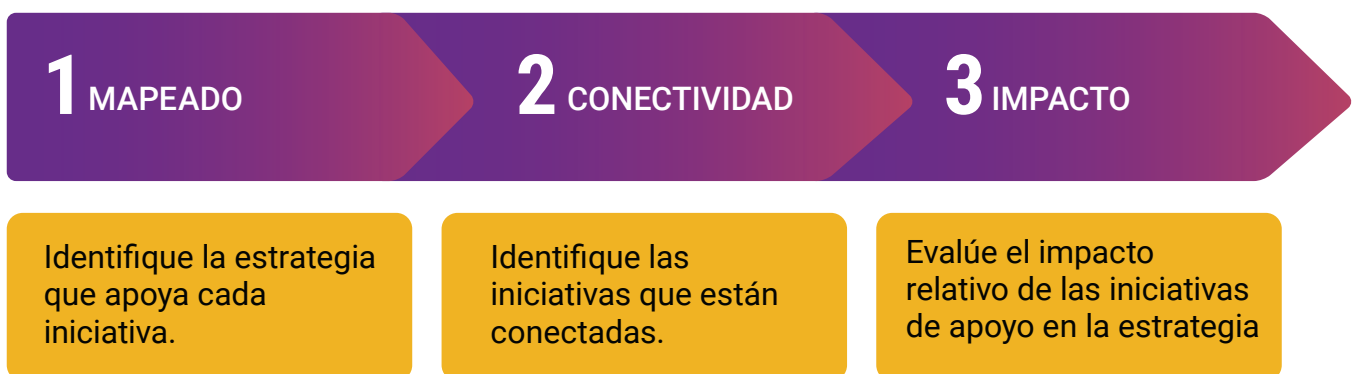 1 MAPEADO
2 CONECTIVIDAD
3 IMPACTO
Identifique la estrategia
que apoya cada
iniciativa.
Identifique las
iniciativas que están
conectadas.
Evalúe el impacto
relativo de las iniciativas
de apoyo en la estrategia